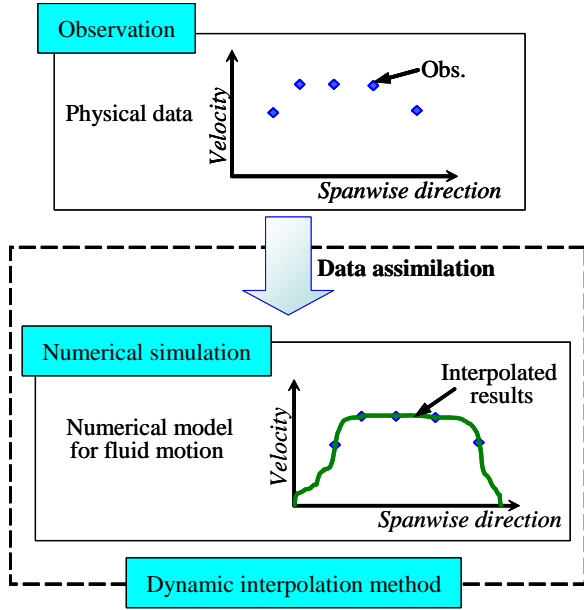 Observation
Obs.
Physical data
Velocity
Spanwise direction
Data assimilation
Numerical simulation
Interpolated
results
Numerical model
for fluid motion
Velocity
Spanwise direction
Dynamic interpolation method